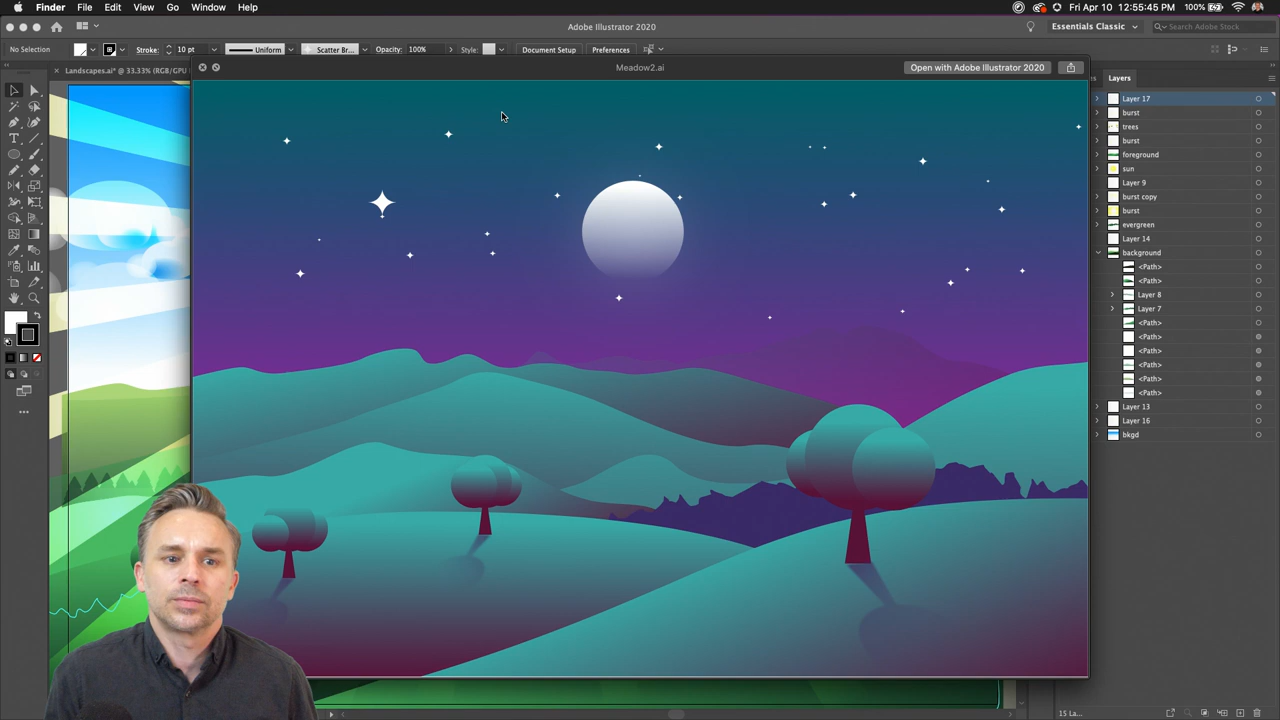 Finder File Edit View Go Window Help Fri Apr 10 12:55:45 PM 100%
Adobe Illustrator 2020 Essentials Classic Search Adobe Stock
No Selection Stroke: 10 pt Uniform Scatter Br... Opacity: 100% Style: Document Setup Preferences
Landscapes.ai* @ 33.33% (RGB/GPU
Meadow2.ai Open with Adobe Illustrator 2020
Layers
Layer 17
burst
trees
burst
foreground
sun
Layer 9
burst copy
burst
evergreen
Layer 14
background
<Path>
<Path>
Layer 8
Layer 7
<Path>
<Path>
<Path>
<Path>
<Path>
<Path>
Layer 13
Layer 16
bkgd
15 La...